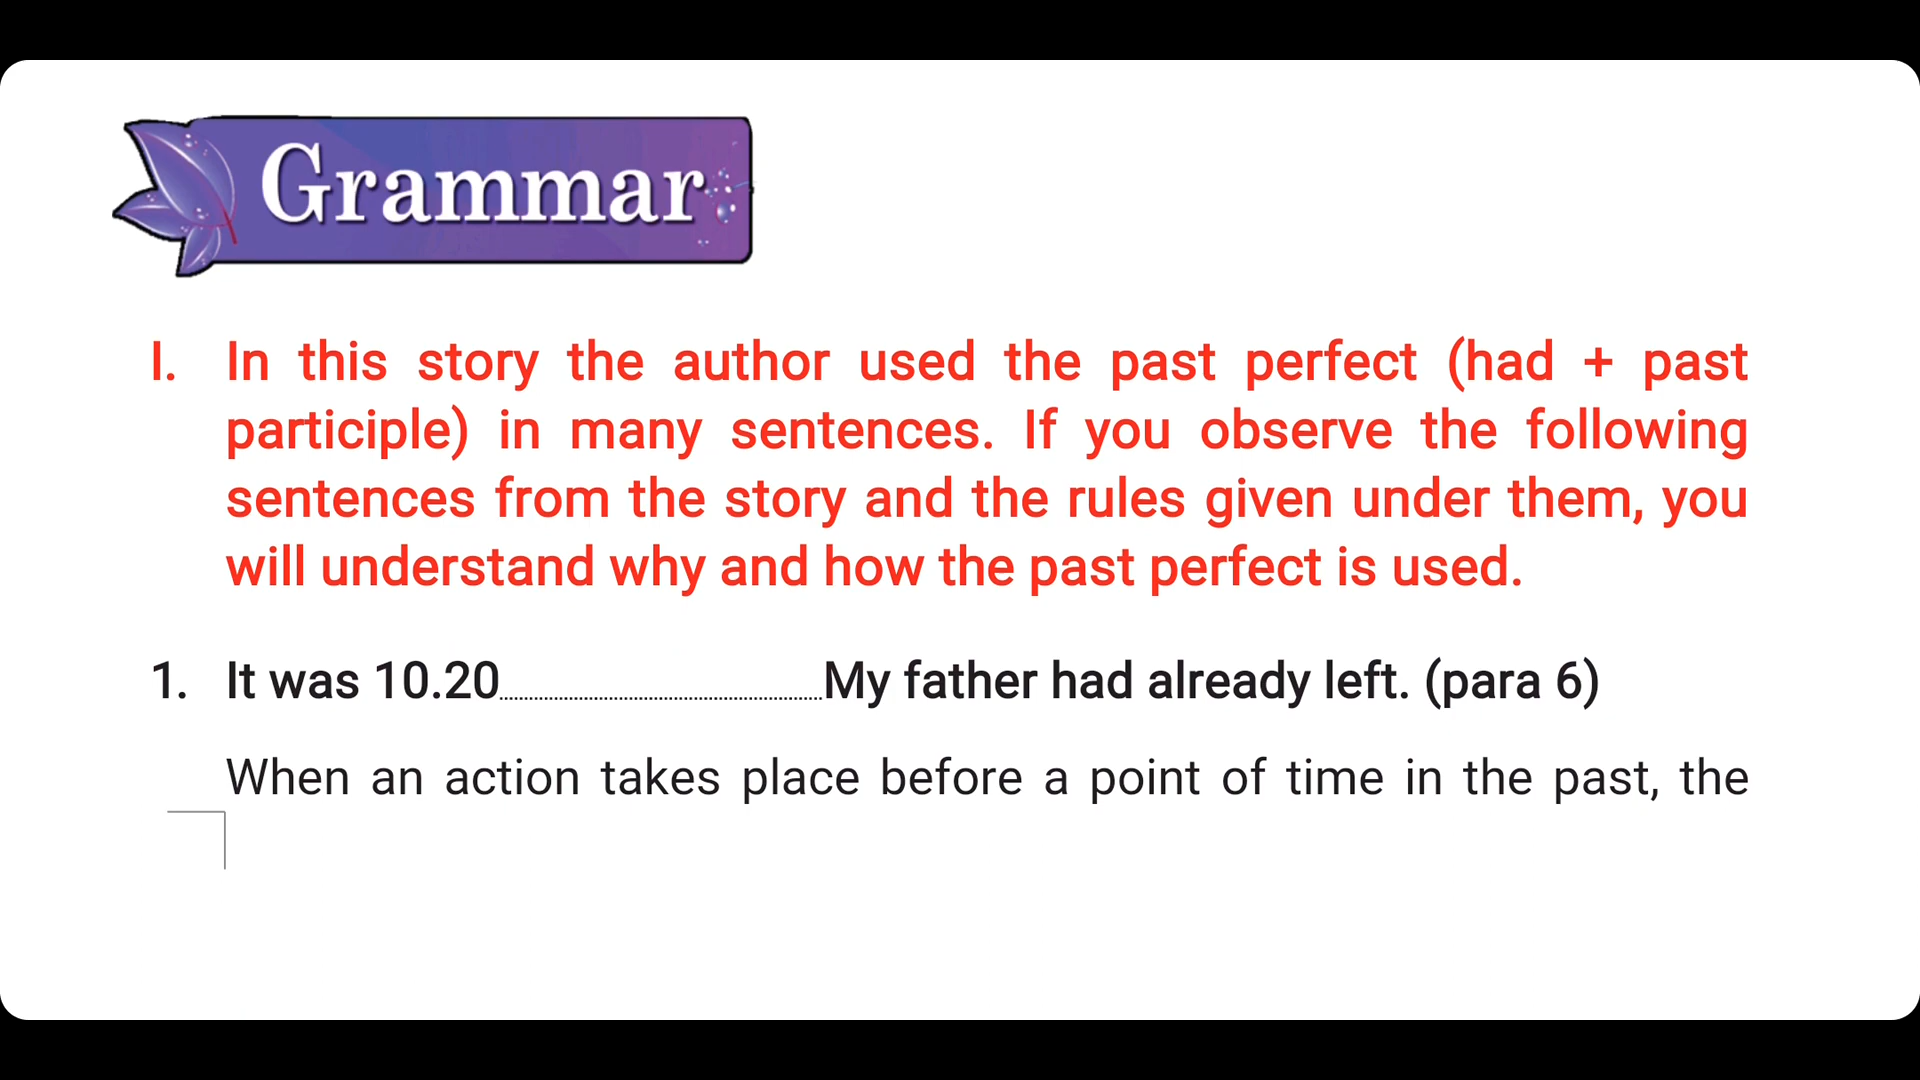 Grammar
I. In this story the author used the past perfect (had + past
participle) in many sentences. If you observe the following
sentences from the story and the rules given under them, you
will understand why and how the past perfect is used.
1. It was 10.20........................................My father had already left. (para 6)
When an action takes place before a point of time in the past, the